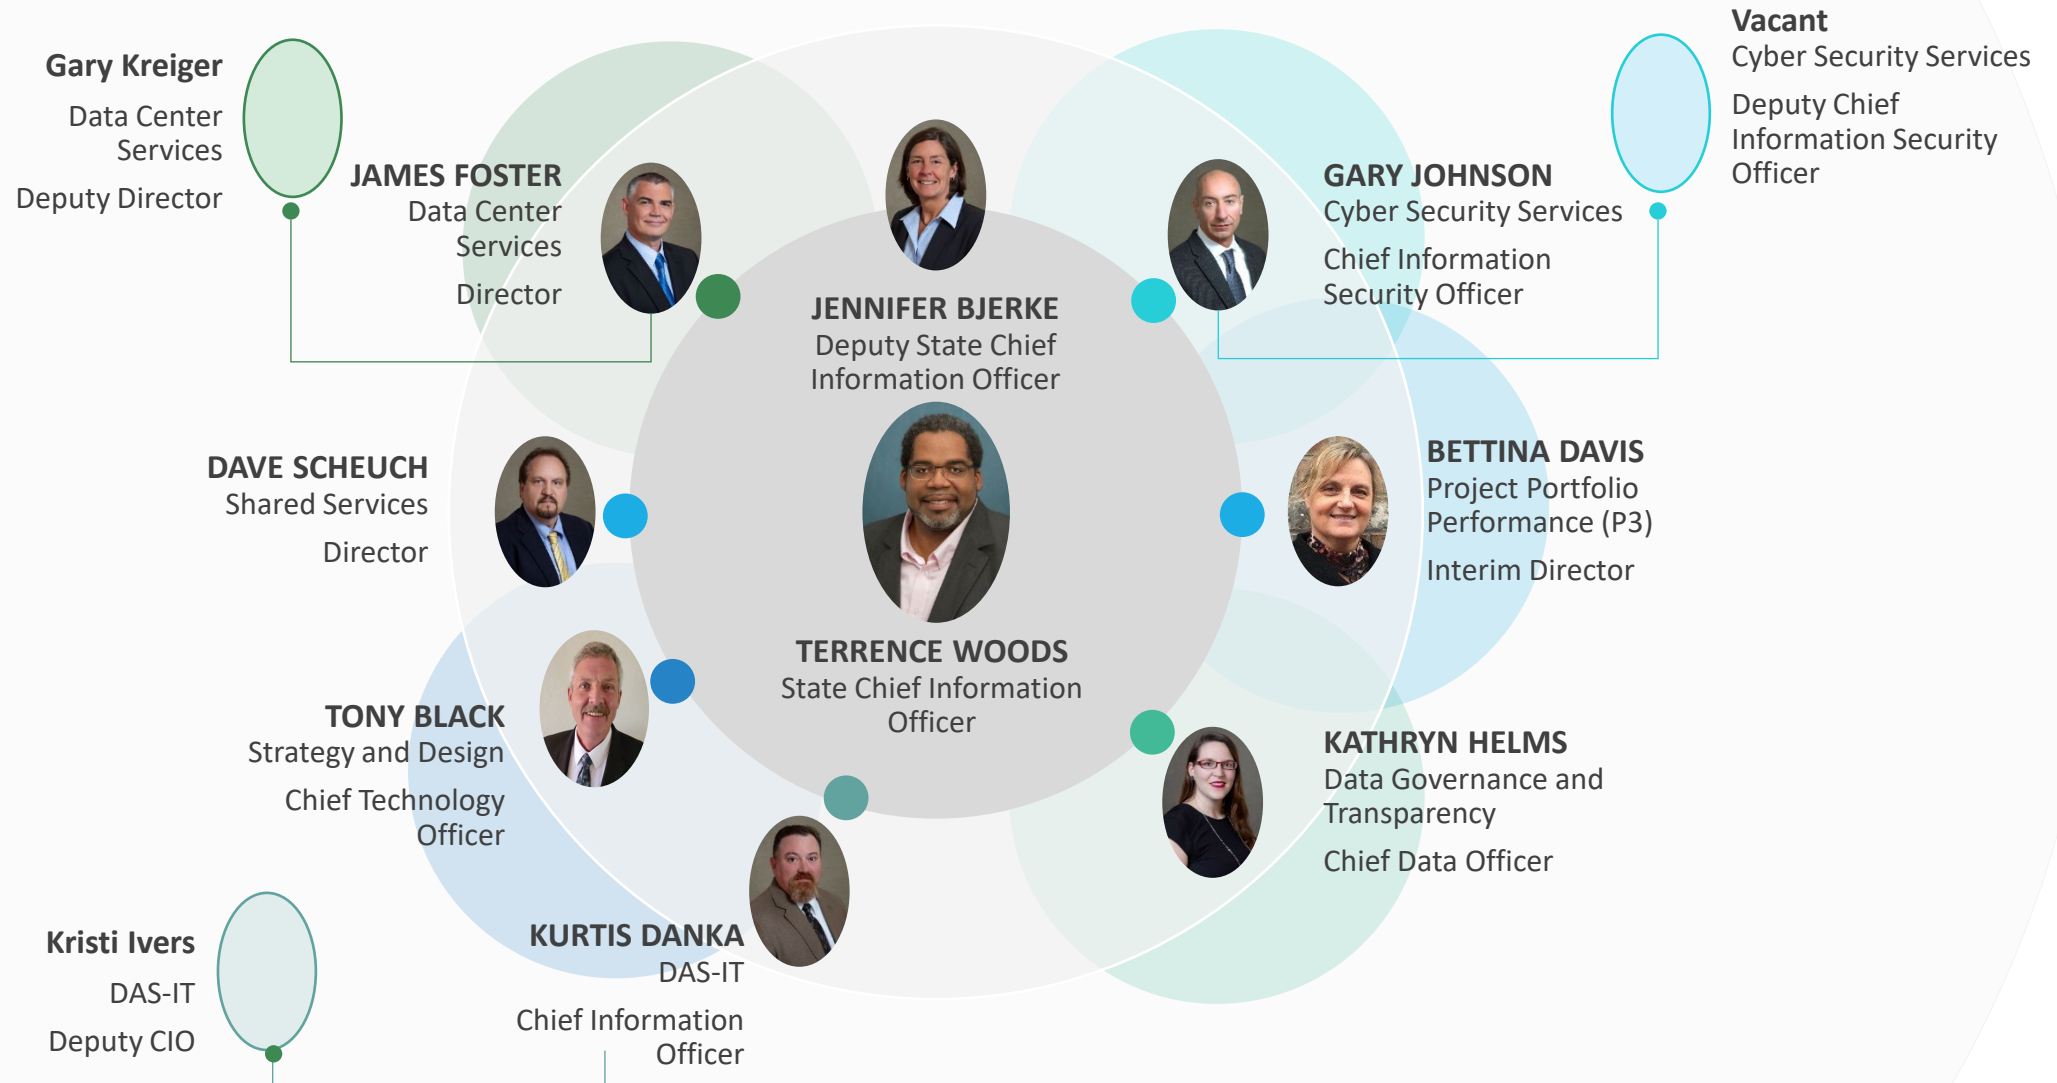 Gary Kreiger
Data Center
Services
Deputy Director
JAMES FOSTER
Data Center
Services
Director
JENNIFER BJERKE
Deputy State Chief
Information Officer
GARY JOHNSON
Cyber Security Services
Chief Information
Security Officer
Vacant
Cyber Security Services
Deputy Chief
Information Security
Officer
DAVE SCHEUCH
Shared Services
Director
BETTINA DAVIS
Project Portfolio
Performance (P3)
Interim Director
TERRENCE WOODS
State Chief Information
Officer
TONY BLACK
Strategy and Design
Chief Technology
Officer
KATHRYN HELMS
Data Governance and
Transparency
Chief Data Officer
KURTIS DANKA
DAS-IT
Chief Information
Officer
Kristi Ivers
DAS-IT
Deputy CIO